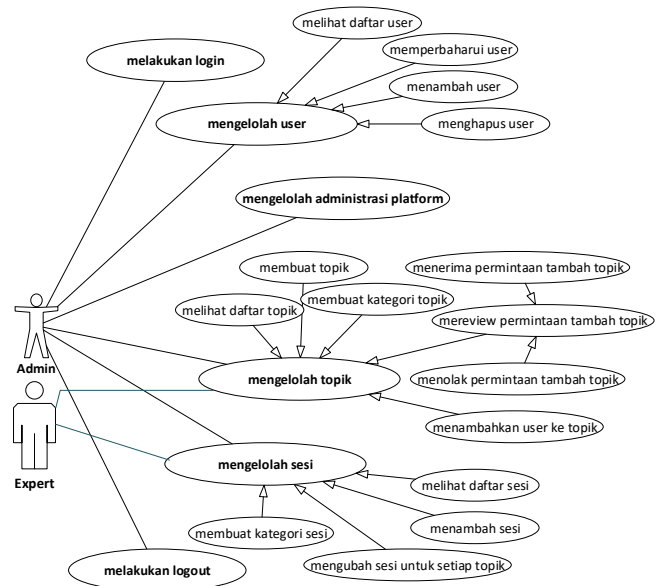 melihat daftar user
memperbaharui user
melakukan login
menambah user
mengelolah user
menghapus user
mengelolah administrasi platform
membuat topik
menerima permintaan tambah topik
melihat daftar topik
membuat kategori topik
mereview permintaan tambah topik
Admin
mengelolah topik
menolak permintaan tambah topik
menambahkan user ke topik
mengelolah sesi
Expert
melihat daftar sesi
menambah sesi
membuat kategori sesi
mengubah sesi untuk setiap topik
melakukan logout